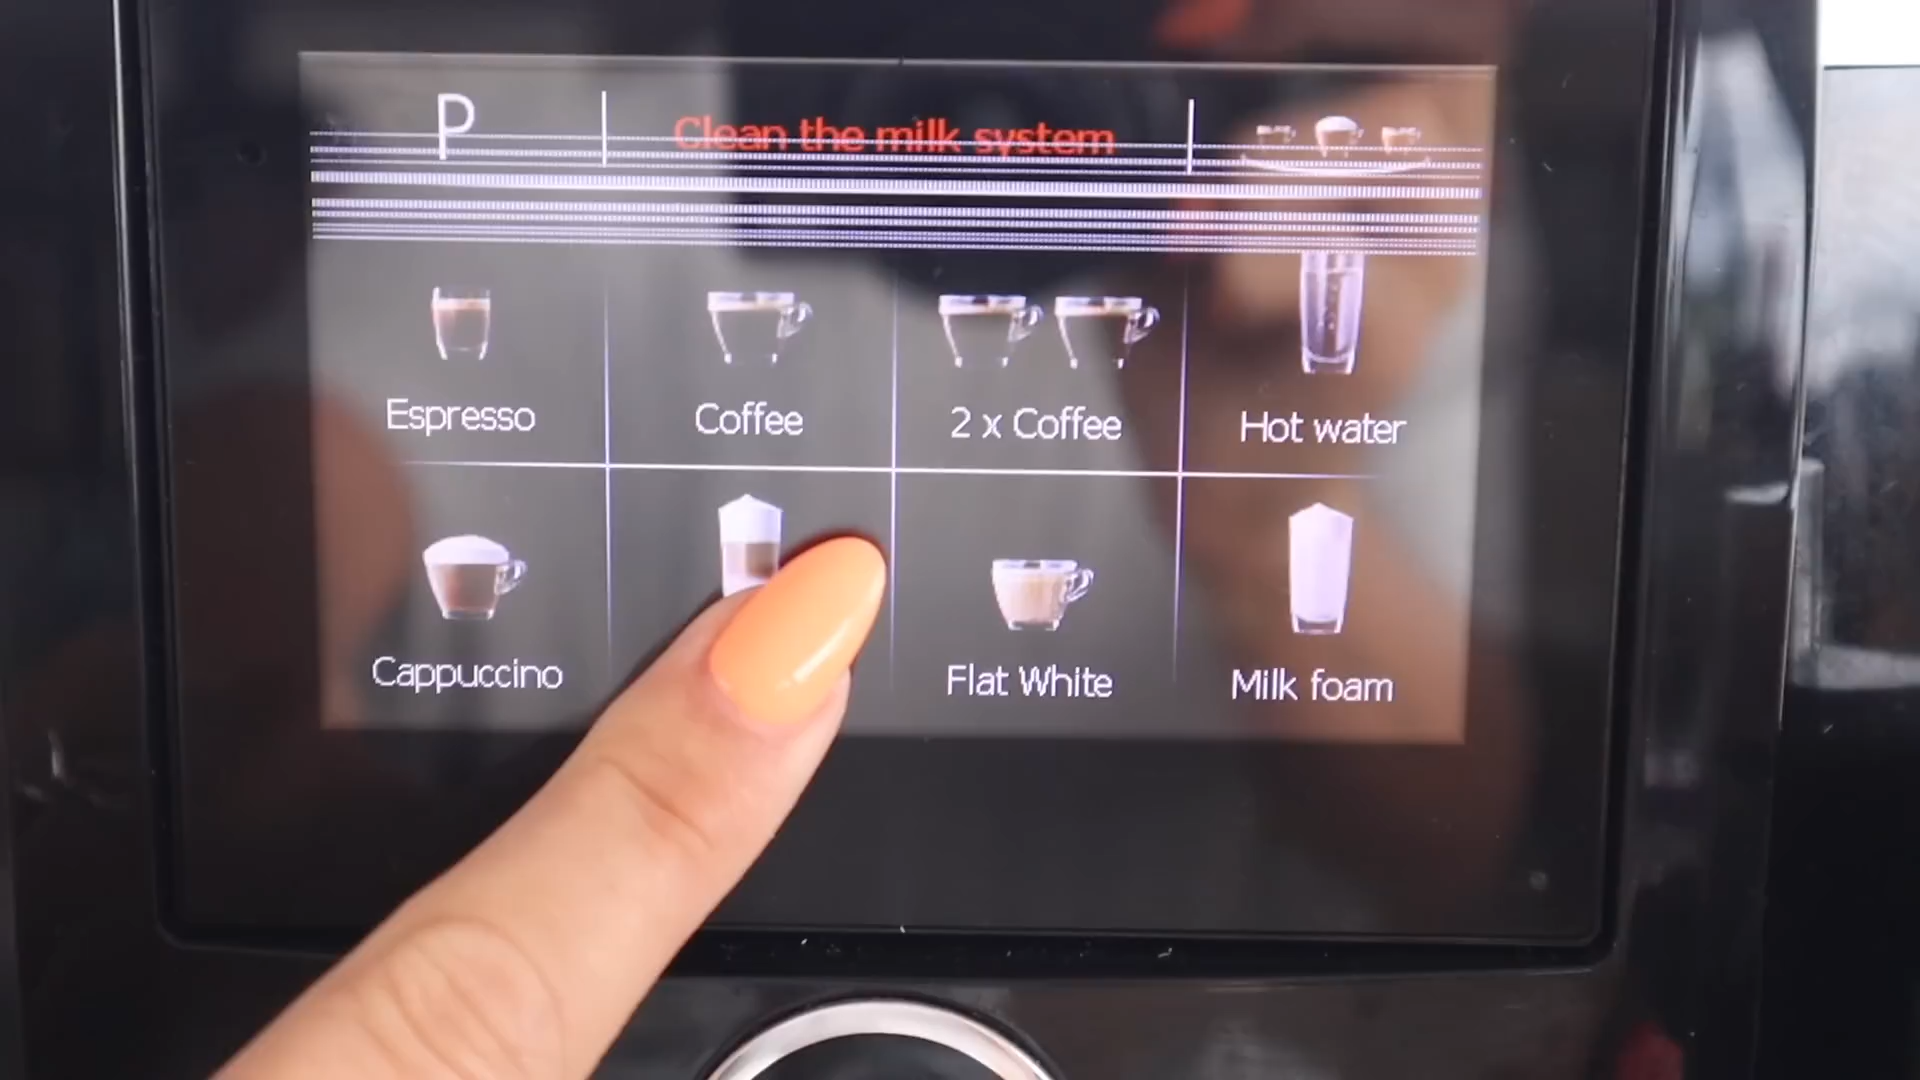 P
Clean the milk system
Espresso
Coffee
2 x Coffee
Hot water
Cappuccino
Flat White
Milk foam